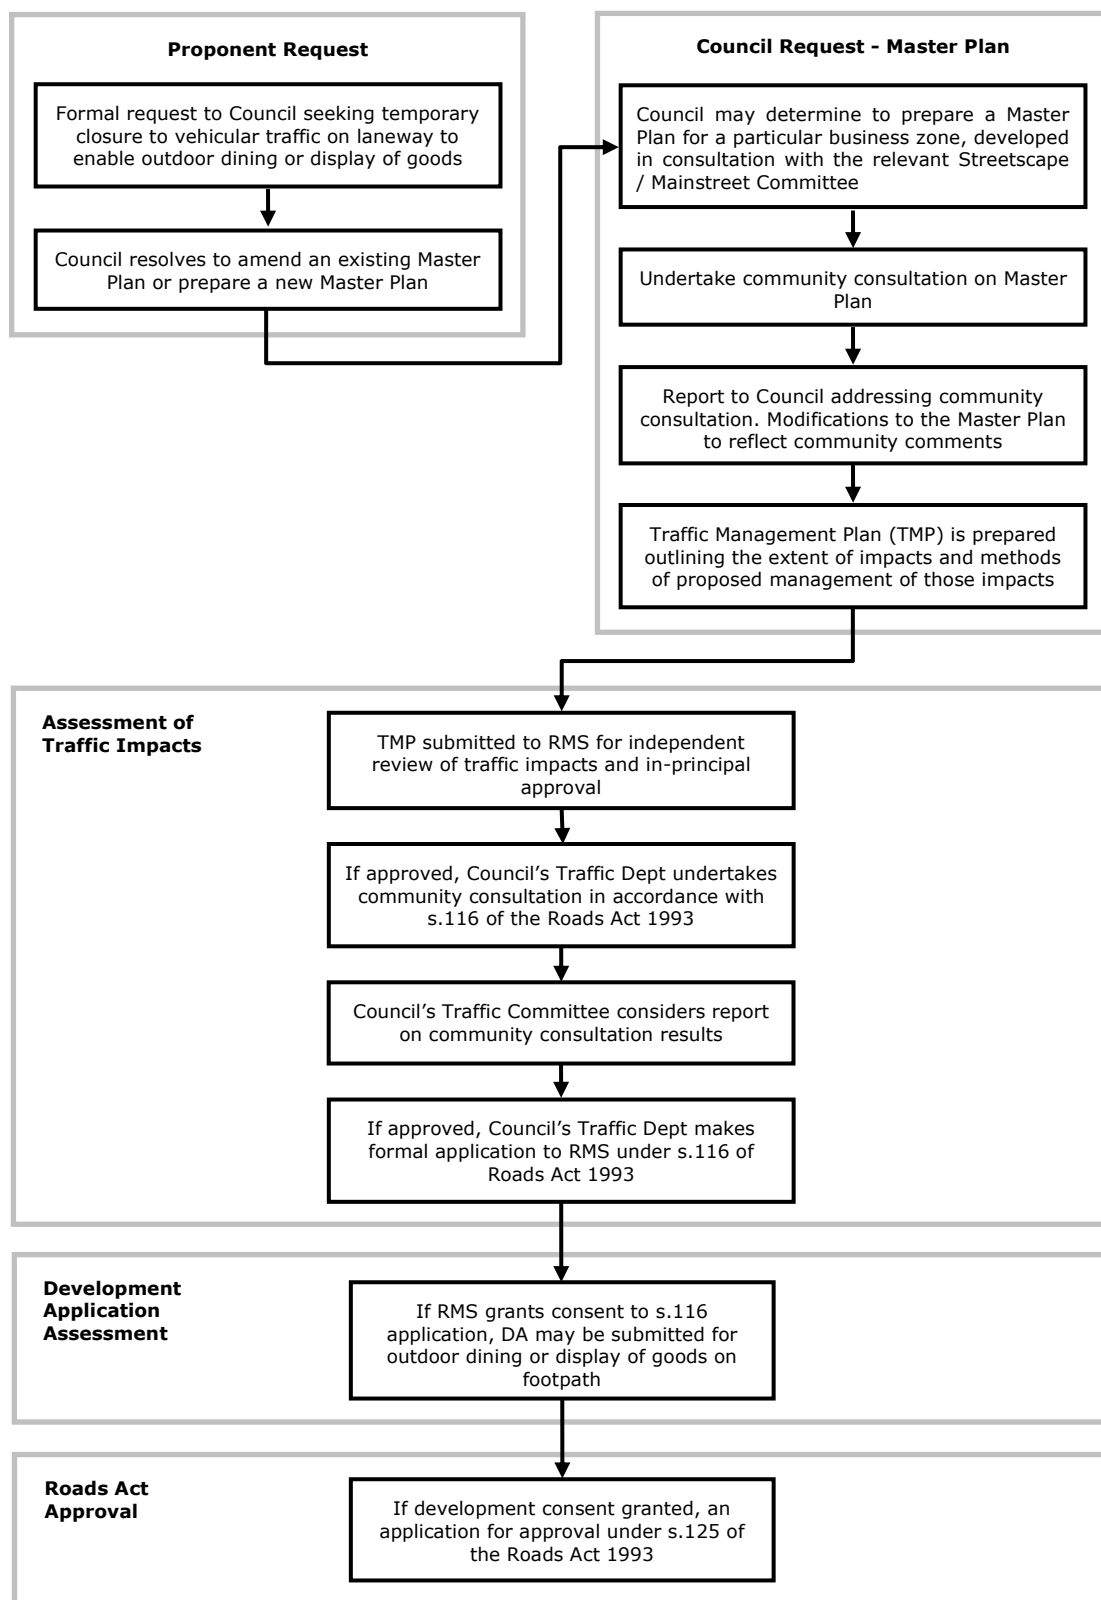 Proponent Request
Formal request to Council seeking temporary
closure to vehicular traffic on laneway to
enable outdoor dining or display of goods
Council resolves to amend an existing Master
Plan or prepare a new Master Plan
Council Request - Master Plan
Council may determine to prepare a Master
Plan for a particular business zone, developed
in consultation with the relevant Streetscape
/ Mainstreet Committee
Undertake community consultation on Master
Plan
Report to Council addressing community
consultation. Modifications to the Master Plan
to reflect community comments
Traffic Management Plan (TMP) is prepared
outlining the extent of impacts and methods
of proposed management of those impacts
Assessment of
Traffic Impacts
TMP submitted to RMS for independent
review of traffic impacts and in-principal
approval
If approved, Council’s Traffic Dept undertakes
community consultation in accordance with
s.116 of the Roads Act 1993
Council’s Traffic Committee considers report
on community consultation results
If approved, Council’s Traffic Dept makes
formal application to RMS under s.116 of
Roads Act 1993
Development
Application
Assessment
If RMS grants consent to s.116
application, DA may be submitted for
outdoor dining or display of goods on
footpath
Roads Act
Approval
If development consent granted, an
application for approval under s.125 of
the Roads Act 1993